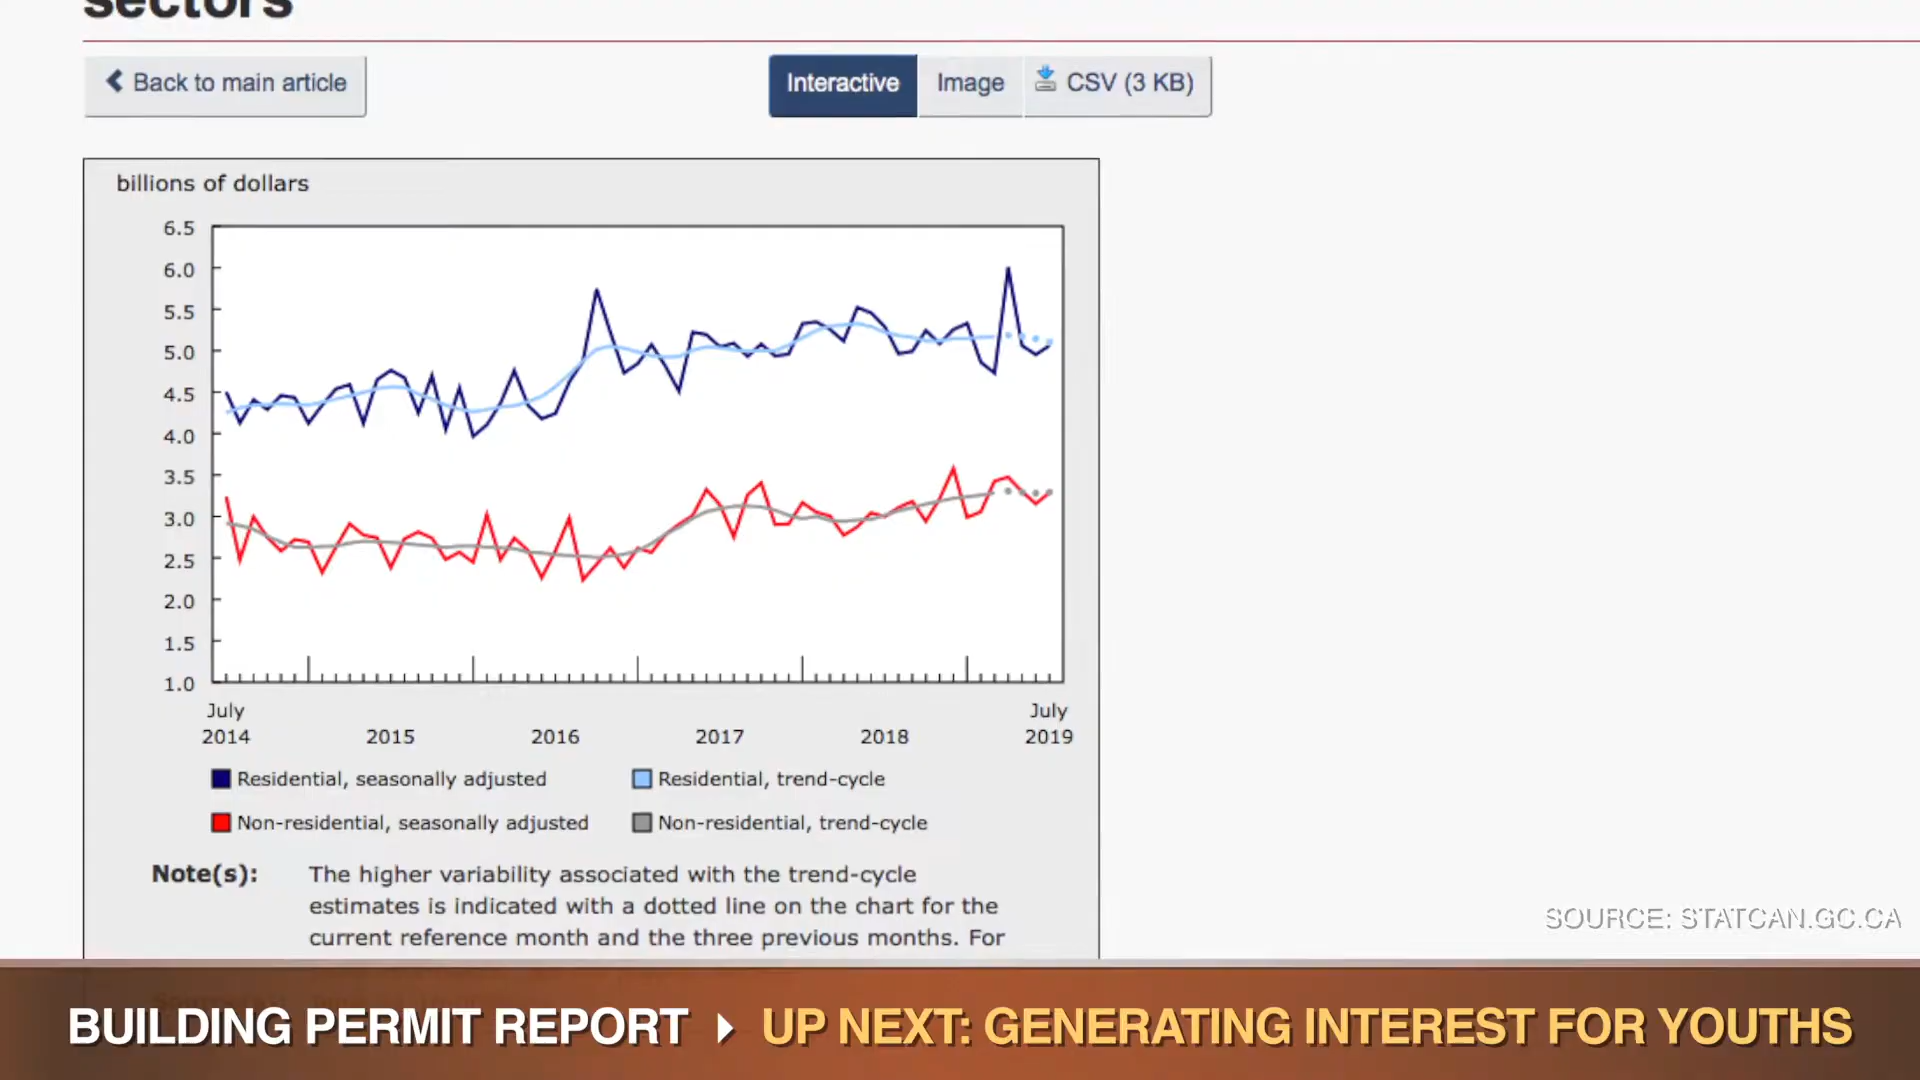 sectors
Back to main article
Interactive Image CSV (3 KB)
billions of dollars
6.5
6.0
5.5
5.0
4.5
4.0
3.5
3.0
2.5
2.0
1.5
1.0
July July
2014 2015 2016 2017 2018 2019
Residential, seasonally adjusted Residential, trend-cycle
Non-residential, seasonally adjusted Non-residential, trend-cycle
Note(s): The higher variability associated with the trend-cycle
estimates is indicated with a dotted line on the chart for the
current reference month and the three previous months. For
SOURCE: STATCAN.GC.CA
BUILDING PERMIT REPORT UP NEXT: GENERATING INTEREST FOR YOUTHS